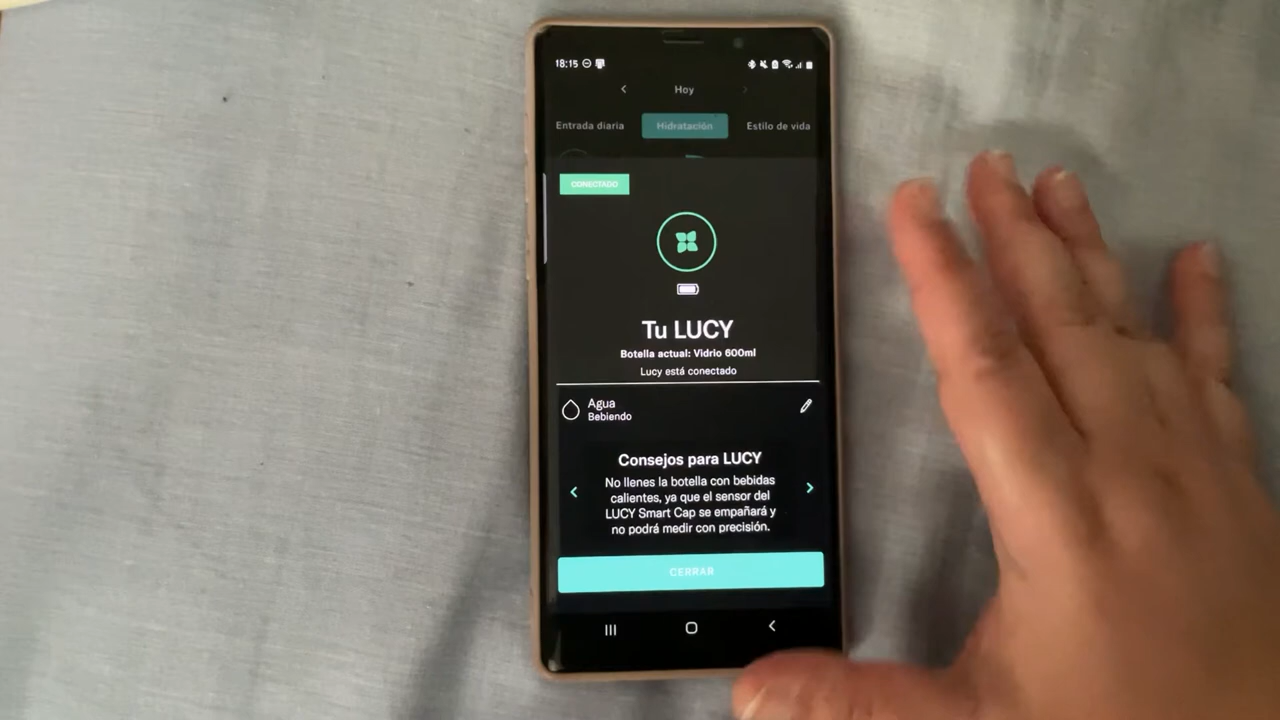 18:15
Hoy
Entrada diaria
Hidratación
Estilo de vida
CONECTADO
Tu LUCY
Botella actual: Vidrio 600ml
Lucy está conectado
Agua
Bebiendo
Consejos para LUCY
No llenes la botella con bebidas
calientes, ya que el sensor del
LUCY Smart Cap se empañará y
no podrá medir con precisión.
CERRAR